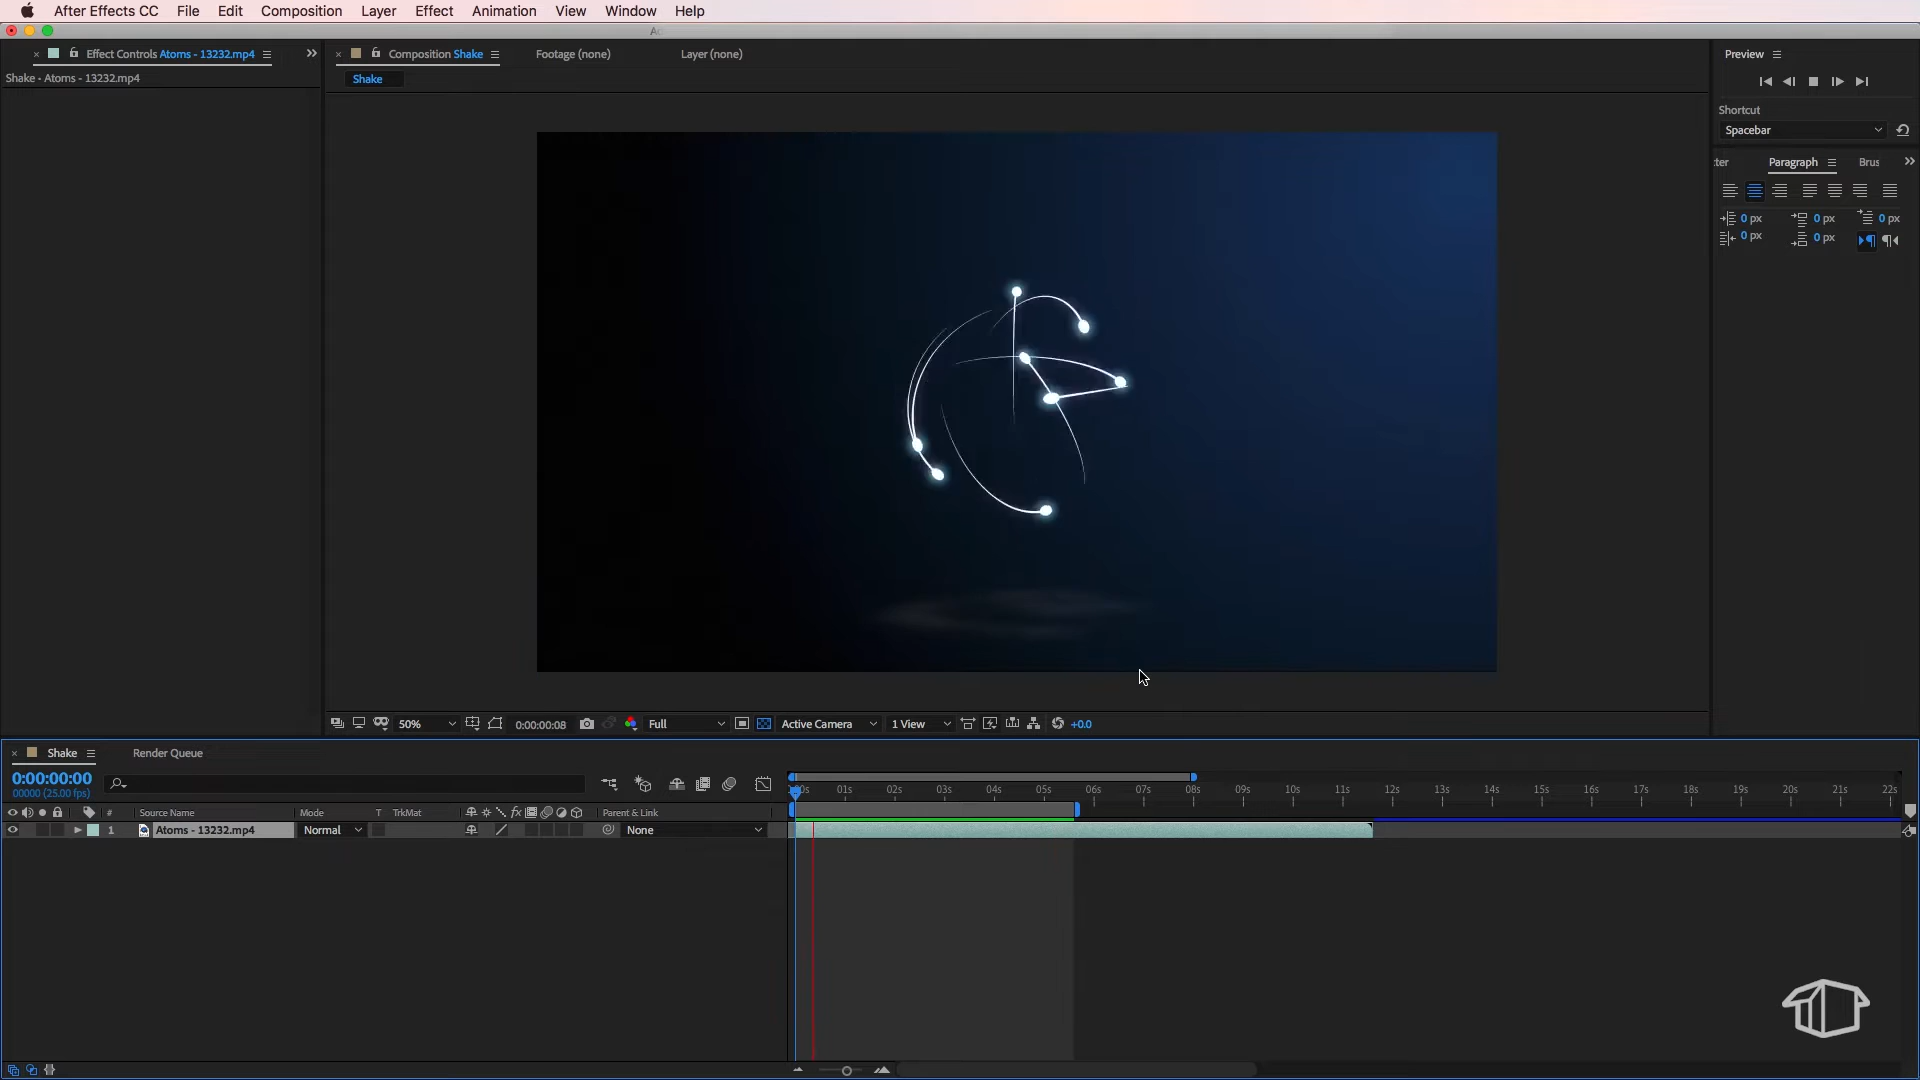 After Effects CC File Edit Composition Layer Effect Animation View Window Help
Effect Controls Atoms - 13232.mp4
Composition Shake
Footage (none)
Layer (none)
Preview
Shake - Atoms - 13232.mp4
Shake
Shortcut
Spacebar
Paragraph
Brus
0 px
0 px
0 px
0 px
0 px
50%
0:00:00:08
Full
Active Camera
1 View
+0.0
Shake
Render Queue
0:00:00:00
00000 (25.00 fps)
01s 02s 03s 04s 05s 06s 07s 08s 09s 10s 11s 12s 13s 14s 15s 16s 17s 18s 19s 20s 21s 22s
# Source Name Mode T TrkMat fx Parent & Link
1 Atoms - 13232.mp4 Normal None